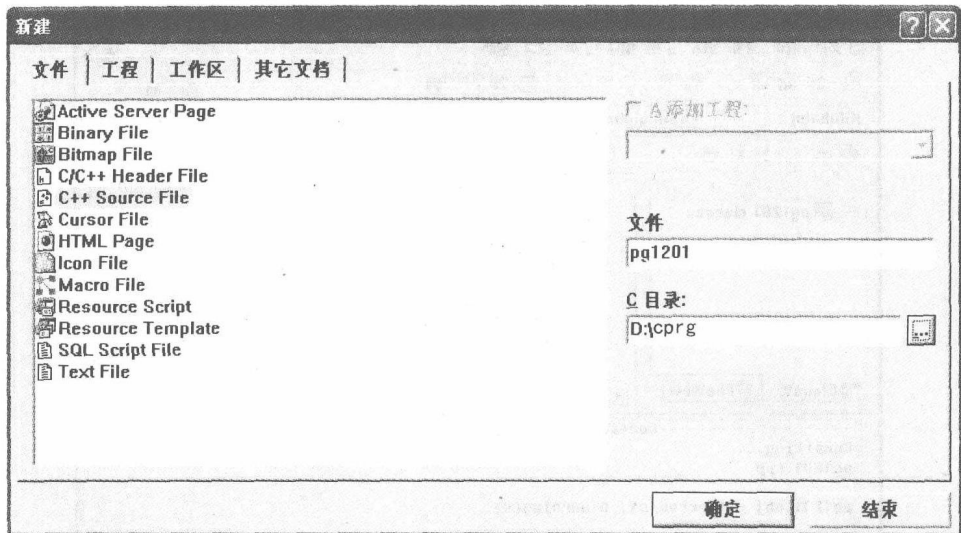 新建
文件 工程 工作区 其它文档
Active Server Page
Binary File
Bitmap File
C/C++ Header File
C++ Source File
Cursor File
HTML Page
Icon File
Macro File
Resource Script
Resource Template
SQL Script File
Text File
A添加工程:
文件
pg1201
C目录:
D:\cprg
...
确定 结束